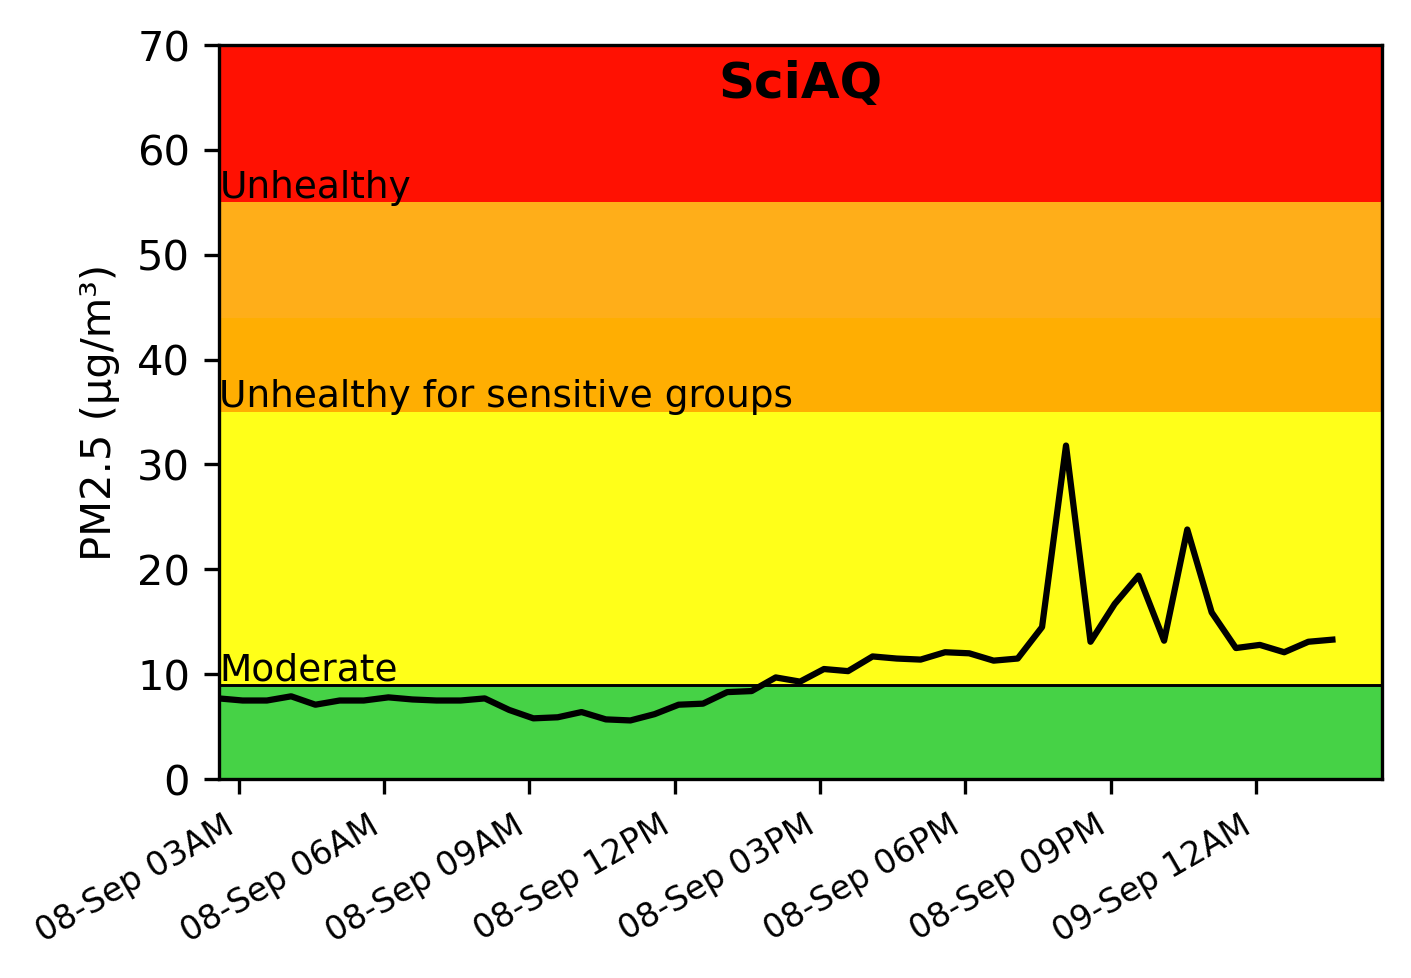 SciAQ
70
60
50
40
30
20
10
0
PM2.5 (µg/m³)
Unhealthy
Unhealthy for sensitive groups
Moderate
08-Sep 03AM
08-Sep 06AM
08-Sep 09AM
08-Sep 12PM
08-Sep 03PM
08-Sep 06PM
08-Sep 09PM
09-Sep 12AM